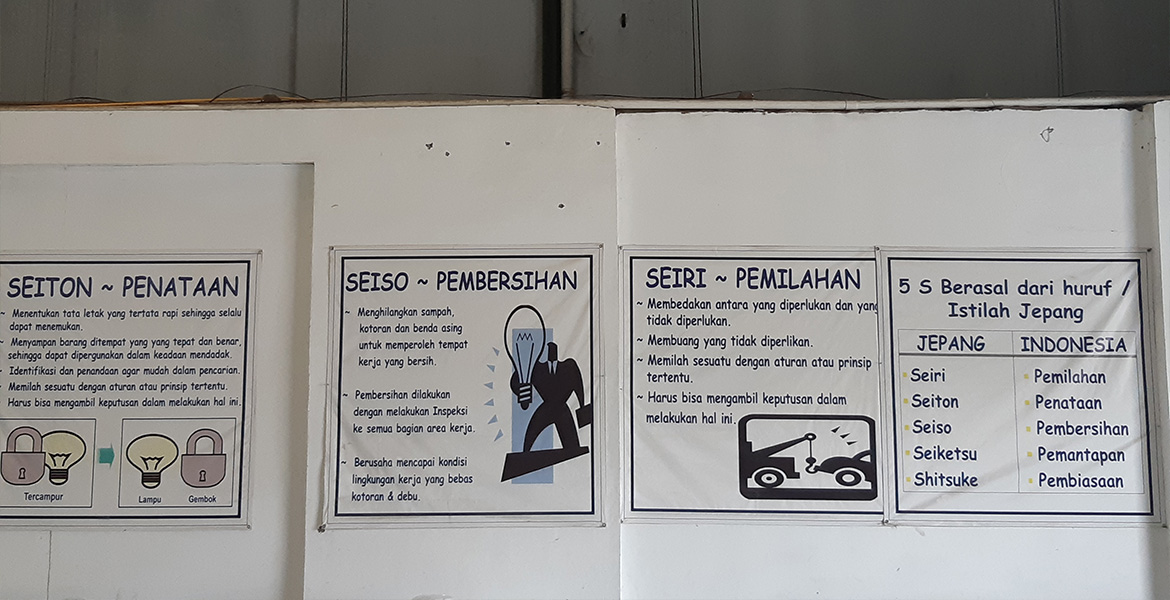 SEITON ~ PENATAAN
~ Menentukan tata letak yang tertata rapi sehingga selalu
dapat menemukan.
~ Menyampan barang ditempat yang yang tepat dan benar,
sehingga dapat dipergunakan dalam keadaan mendadak.
~ Identifikasi dan penandaan agar mudah dalam pencarian.
~ Memilah sesuatu dengan aturan atau prinsip tertentu.
Harus bisa mengambil keputusan dalam melakukan hal ini.
Tercampur
Lampu Gembok
SEISO ~ PEMBERSIHAN
~ Menghilangkan sampah,
kotoran dan benda asing
untuk memperoleh tempat
kerja yang bersih.
~ Pembersihan dilakukan
dengan melakukan Inspeksi
ke semua bagian area kerja.
~ Berusaha mencapai kondisi
lingkungan kerja yang bebas
kotoran & debu.
SEIRI ~ PEMILAHAN
~ Membedakan antara yang diperlukan dan yang
tidak diperlukan.
~ Membuang yang tidak diperlikan.
~ Memilah sesuatu dengan aturan atau prinsip
tertentu.
~ Harus bisa mengambil keputusan dalam
melakukan hal ini.
5 S Berasal dari huruf /
Istilah Jepang
JEPANG INDONESIA
Seiri Pemilahan
Seiton Penataan
Seiso Pembersihan
Seiketsu Pemantapan
Shitsuke Pembiasaan